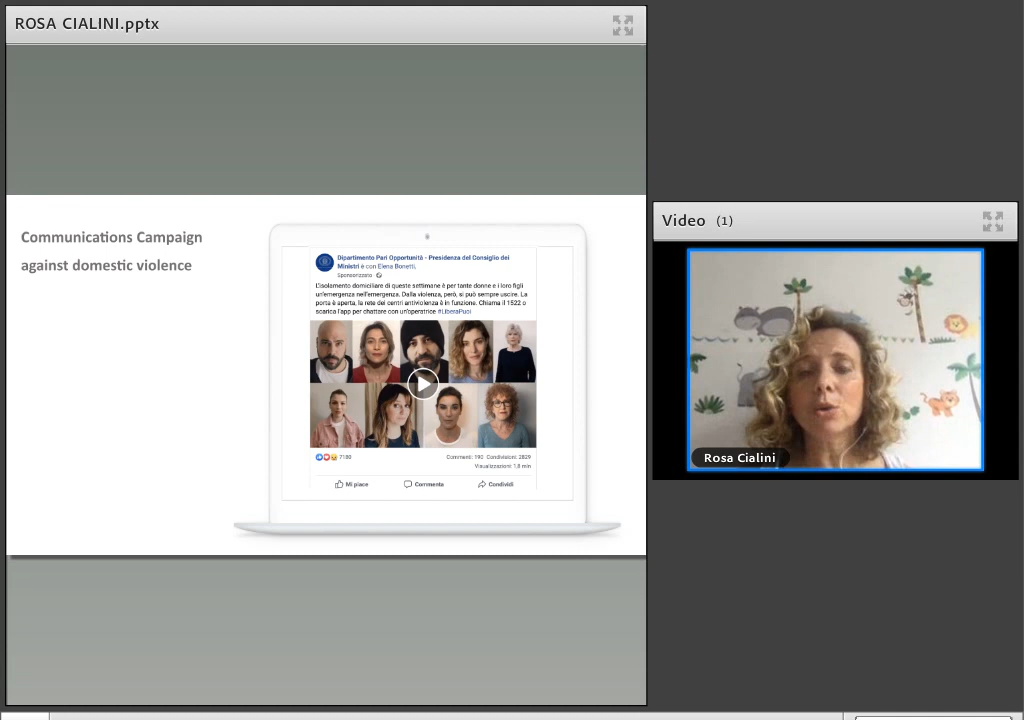 ROSA CIALINI.pptx
Communications Campaign
against domestic violence
Dipartimento Pari Opportunità - Presidenza del Consiglio dei
Ministri è con Elena Bonetti.
Sponsorizzato
L'isolamento domiciliare di queste settimane è per tante donne e i loro figli
un'emergenza nell'emergenza. Dalla violenza, però, si può sempre uscire. La
porta è aperta, la rete dei centri antiviolenza è in funzione. Chiama il 1522 o
scarica l'app per chattare con un'operatrice #LiberaPuoi
7180
Commenti: 190 Condivisioni: 2829
Visualizzazioni: 1,8 mln
Mi piace
Commenta
Condividi
Video (1)
Rosa Cialini